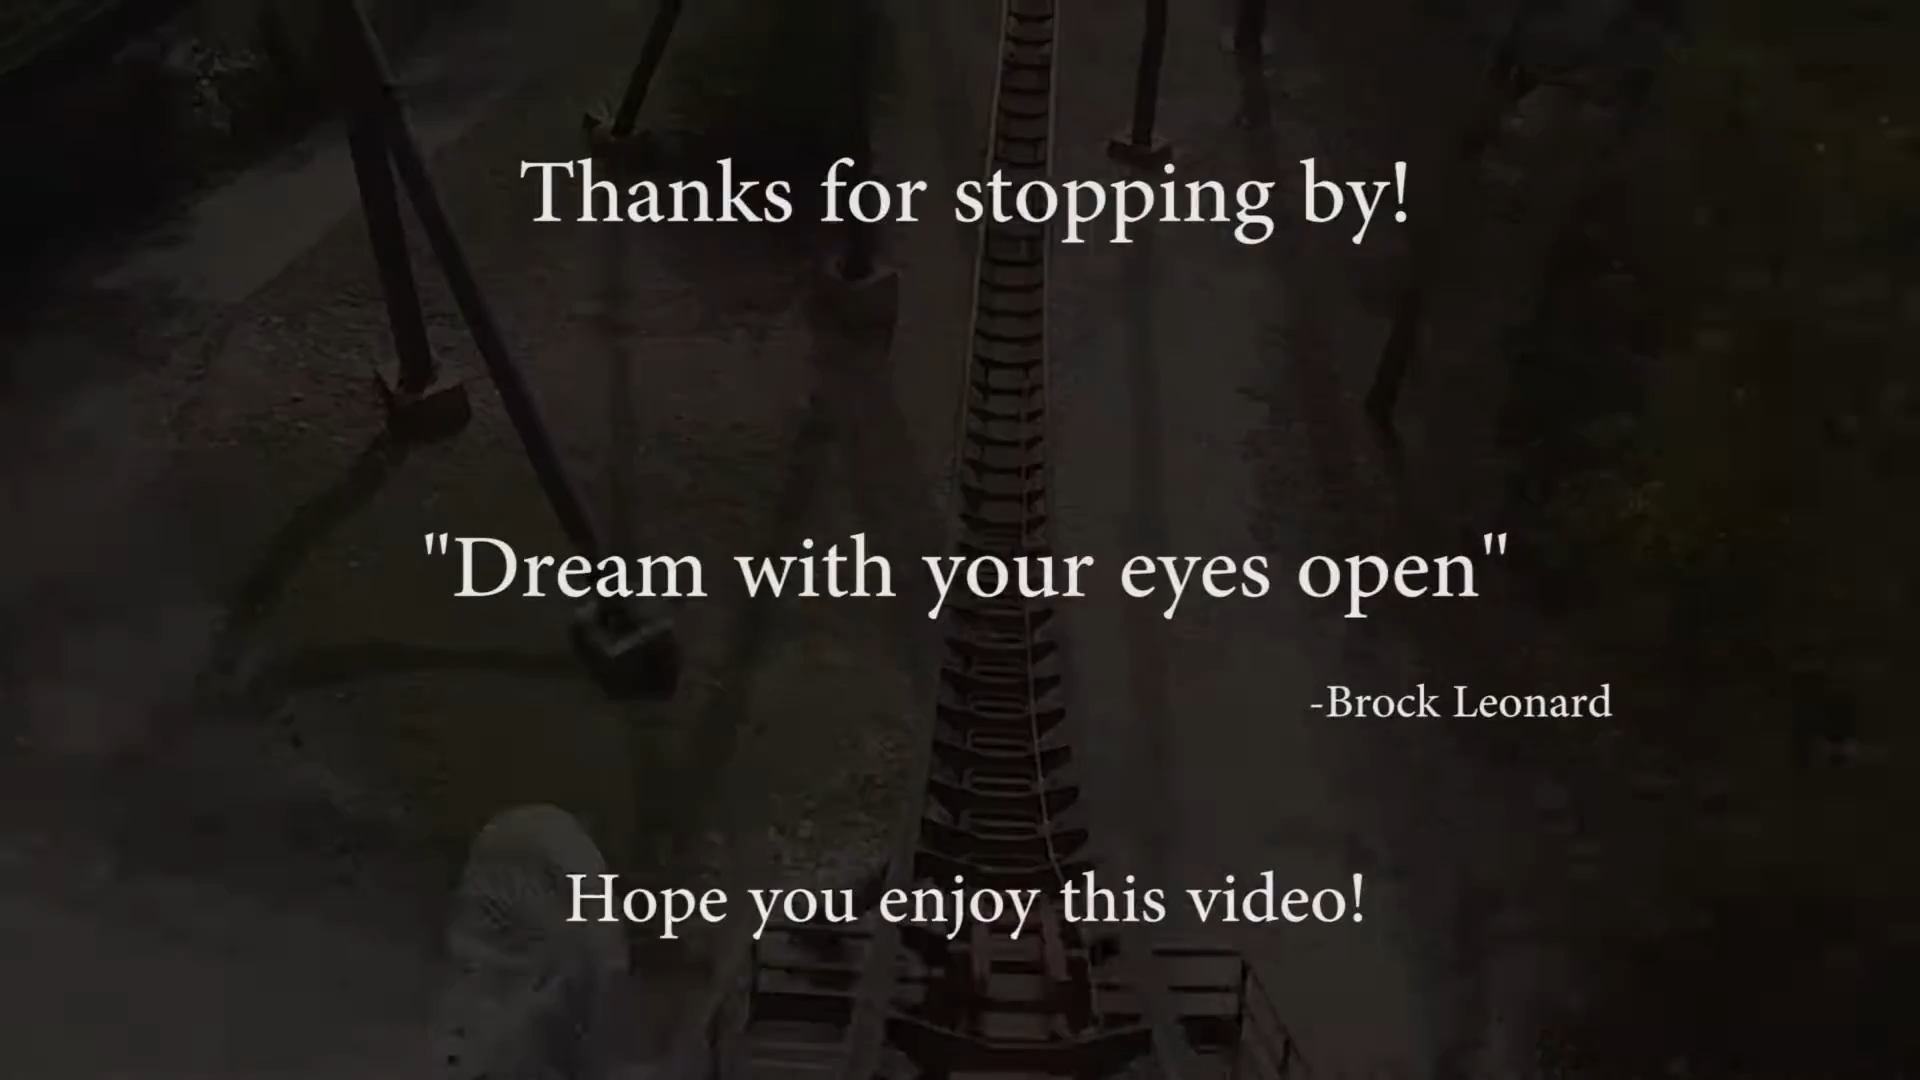 Thanks for stopping by!
"Dream with your eyes open"
-Brock Leonard
Hope you enjoy this video!